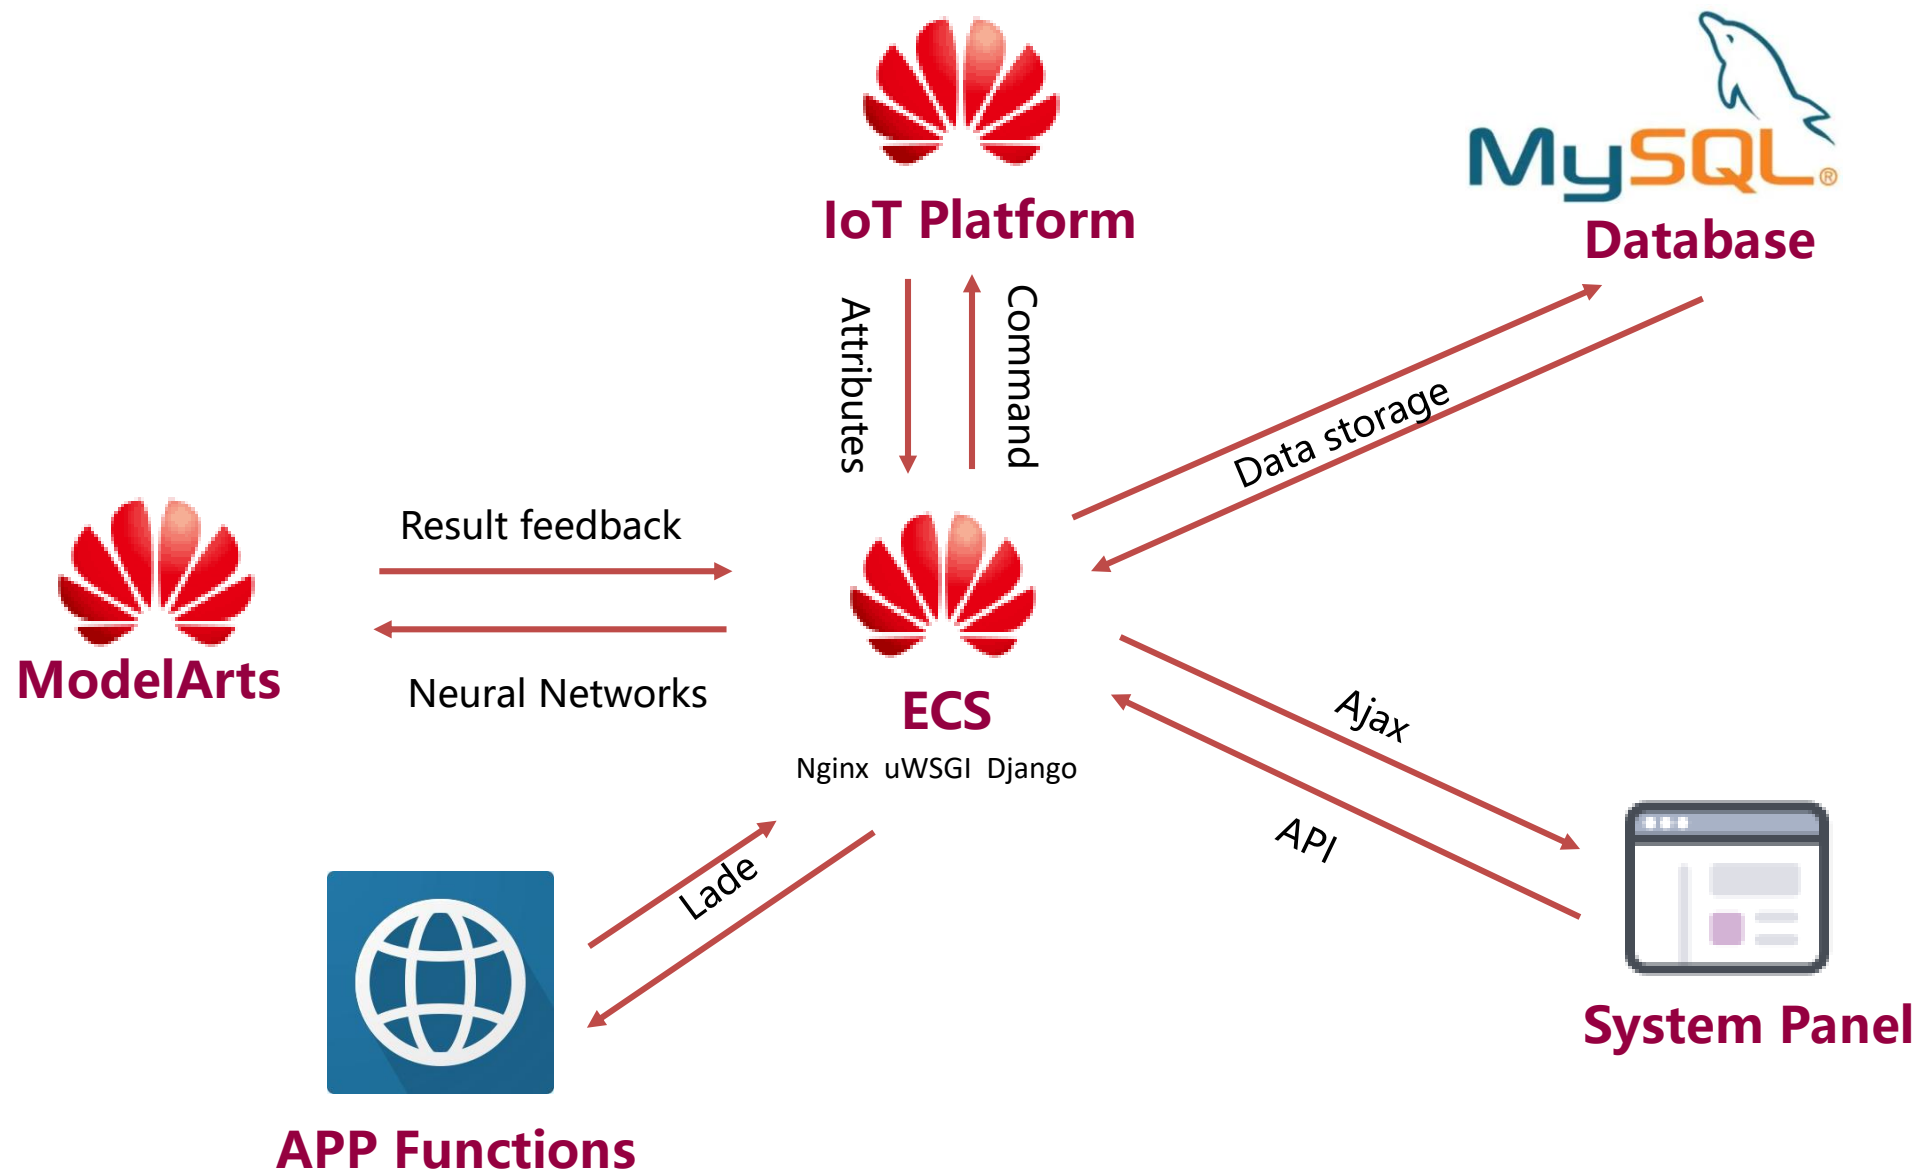 MySQL®
IoT Platform
Database
Attributes
Command
Data storage
Result feedback
ModelArts
Neural Networks
ECS
Nginx uWSGI Django
Ajax
API
Lade
System Panel
APP Functions